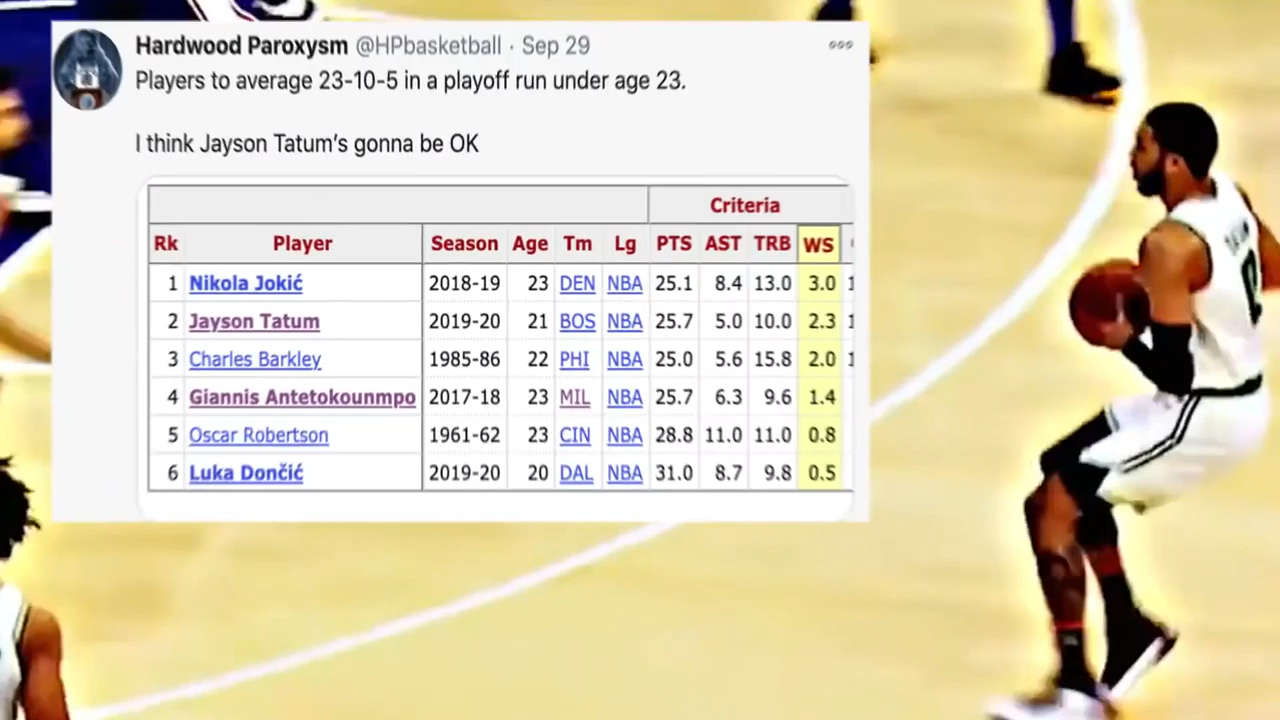 Hardwood Paroxysm @HPbasketball · Sep 29
Players to average 23-10-5 in a playoff run under age 23.
I think Jayson Tatum's gonna be OK
Criteria
Rk Player Season Age Tm Lg PTS AST TRB WS
1 Nikola Jokić 2018-19 23 DEN NBA 25.1 8.4 13.0 3.0 1
2 Jayson Tatum 2019-20 21 BOS NBA 25.7 5.0 10.0 2.3 1
3 Charles Barkley 1985-86 22 PHI NBA 25.0 5.6 15.8 2.0 1
4 Giannis Antetokounmpo 2017-18 23 MIL NBA 25.7 6.3 9.6 1.4
5 Oscar Robertson 1961-62 23 CIN NBA 28.8 11.0 11.0 0.8
6 Luka Dončić 2019-20 20 DAL NBA 31.0 8.7 9.8 0.5